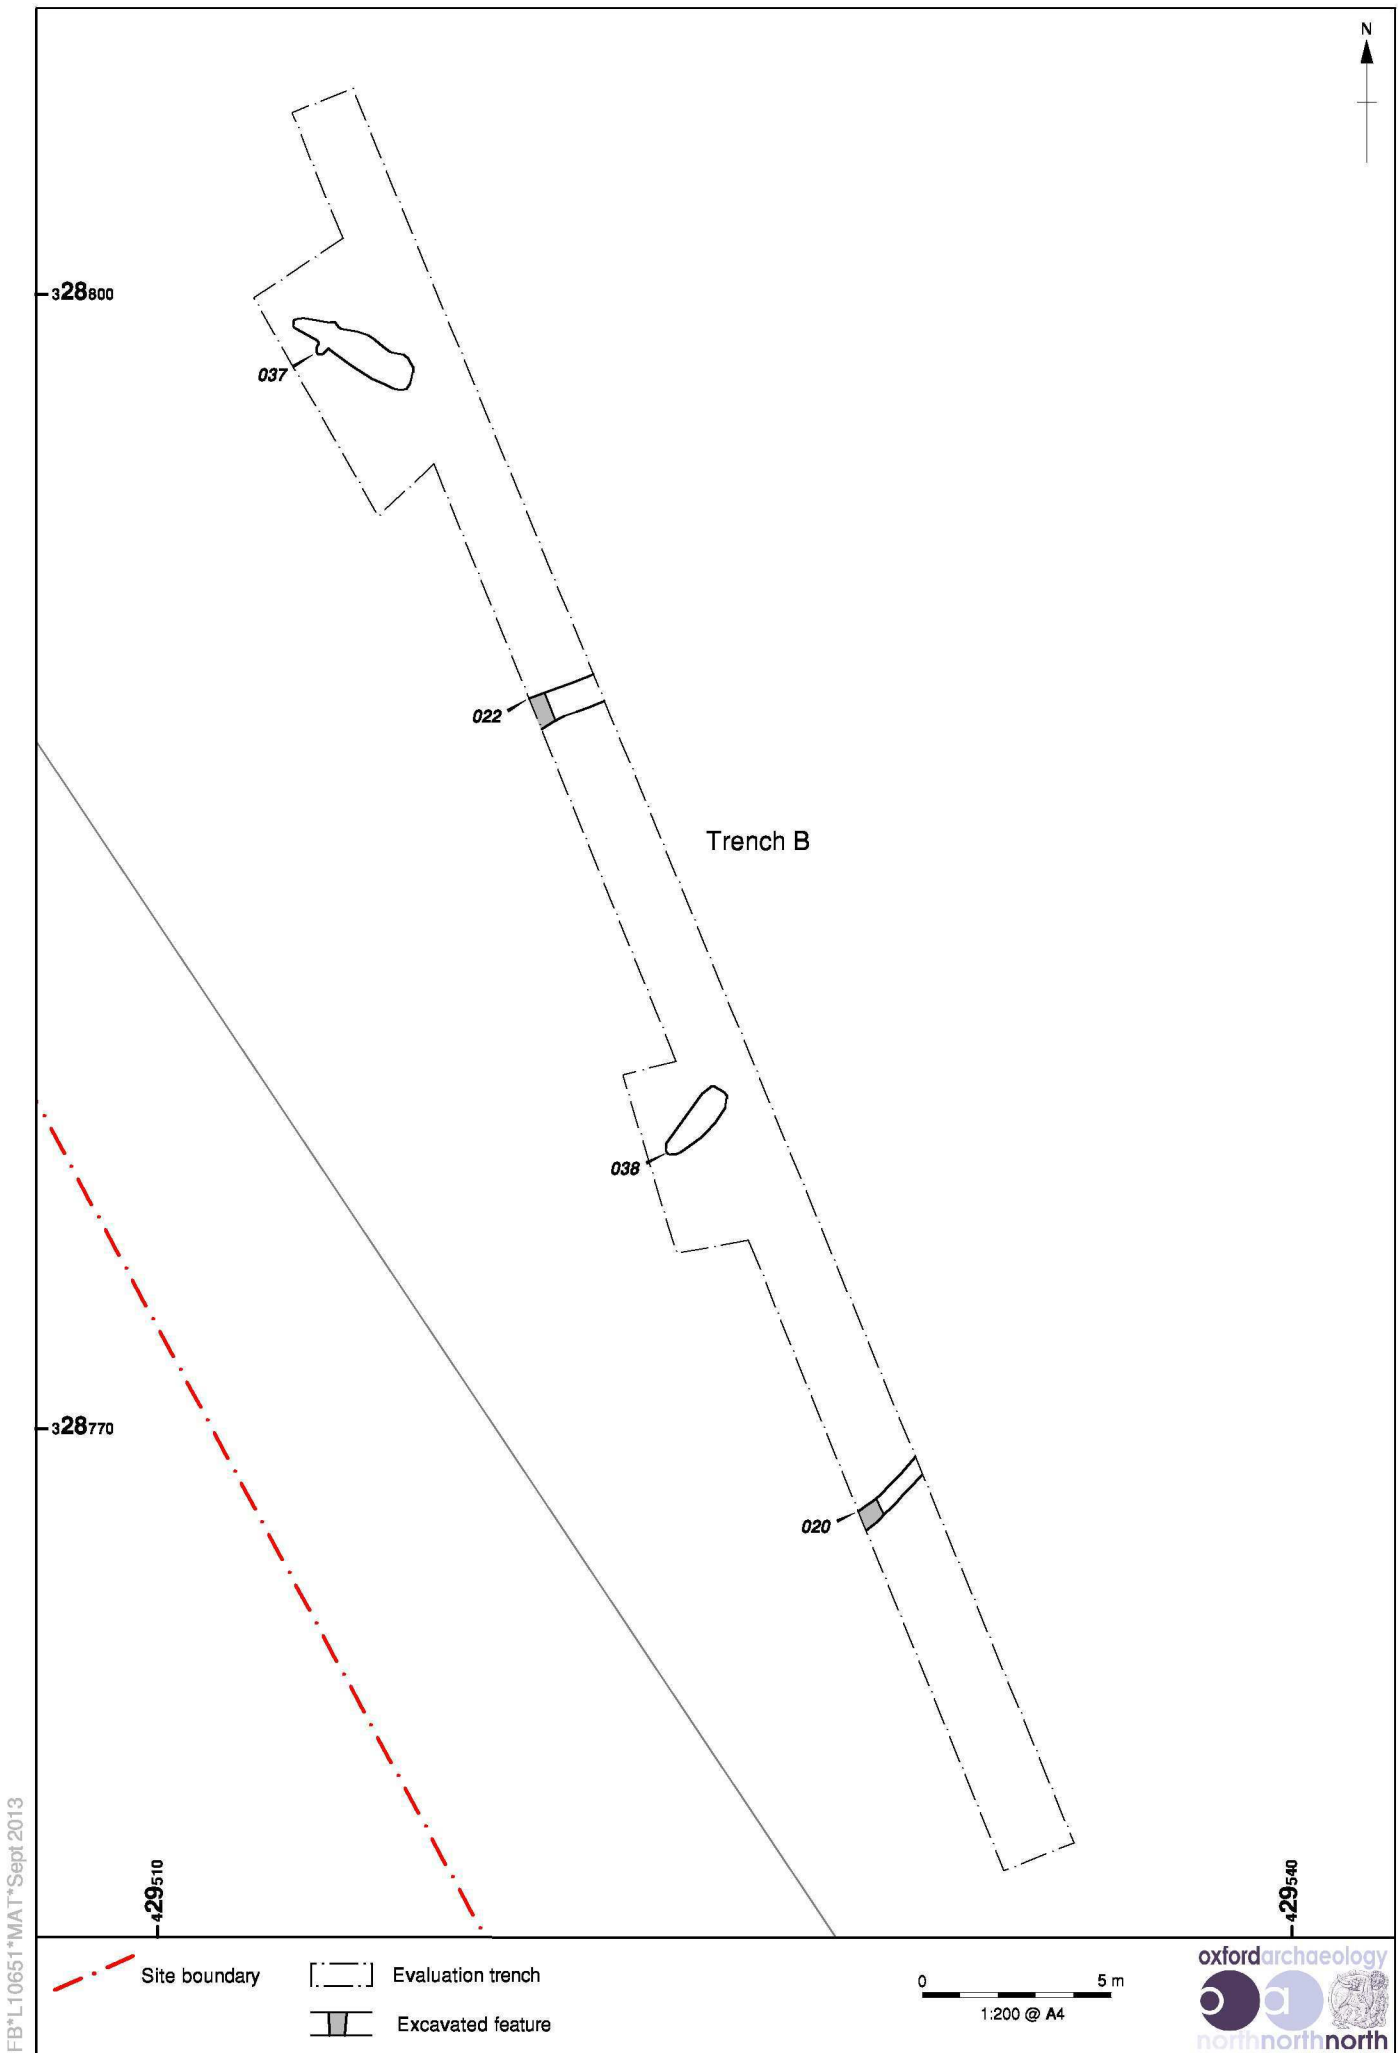 N
328800
037
022
Trench B
038
328770
020
429510
429540
FB*L10651*MAT*Sept 2013
Site boundary
Evaluation trench
Excavated feature
0 5 m
1:200 @ A4
oxfordarchaeology
o a
northnorthnorth